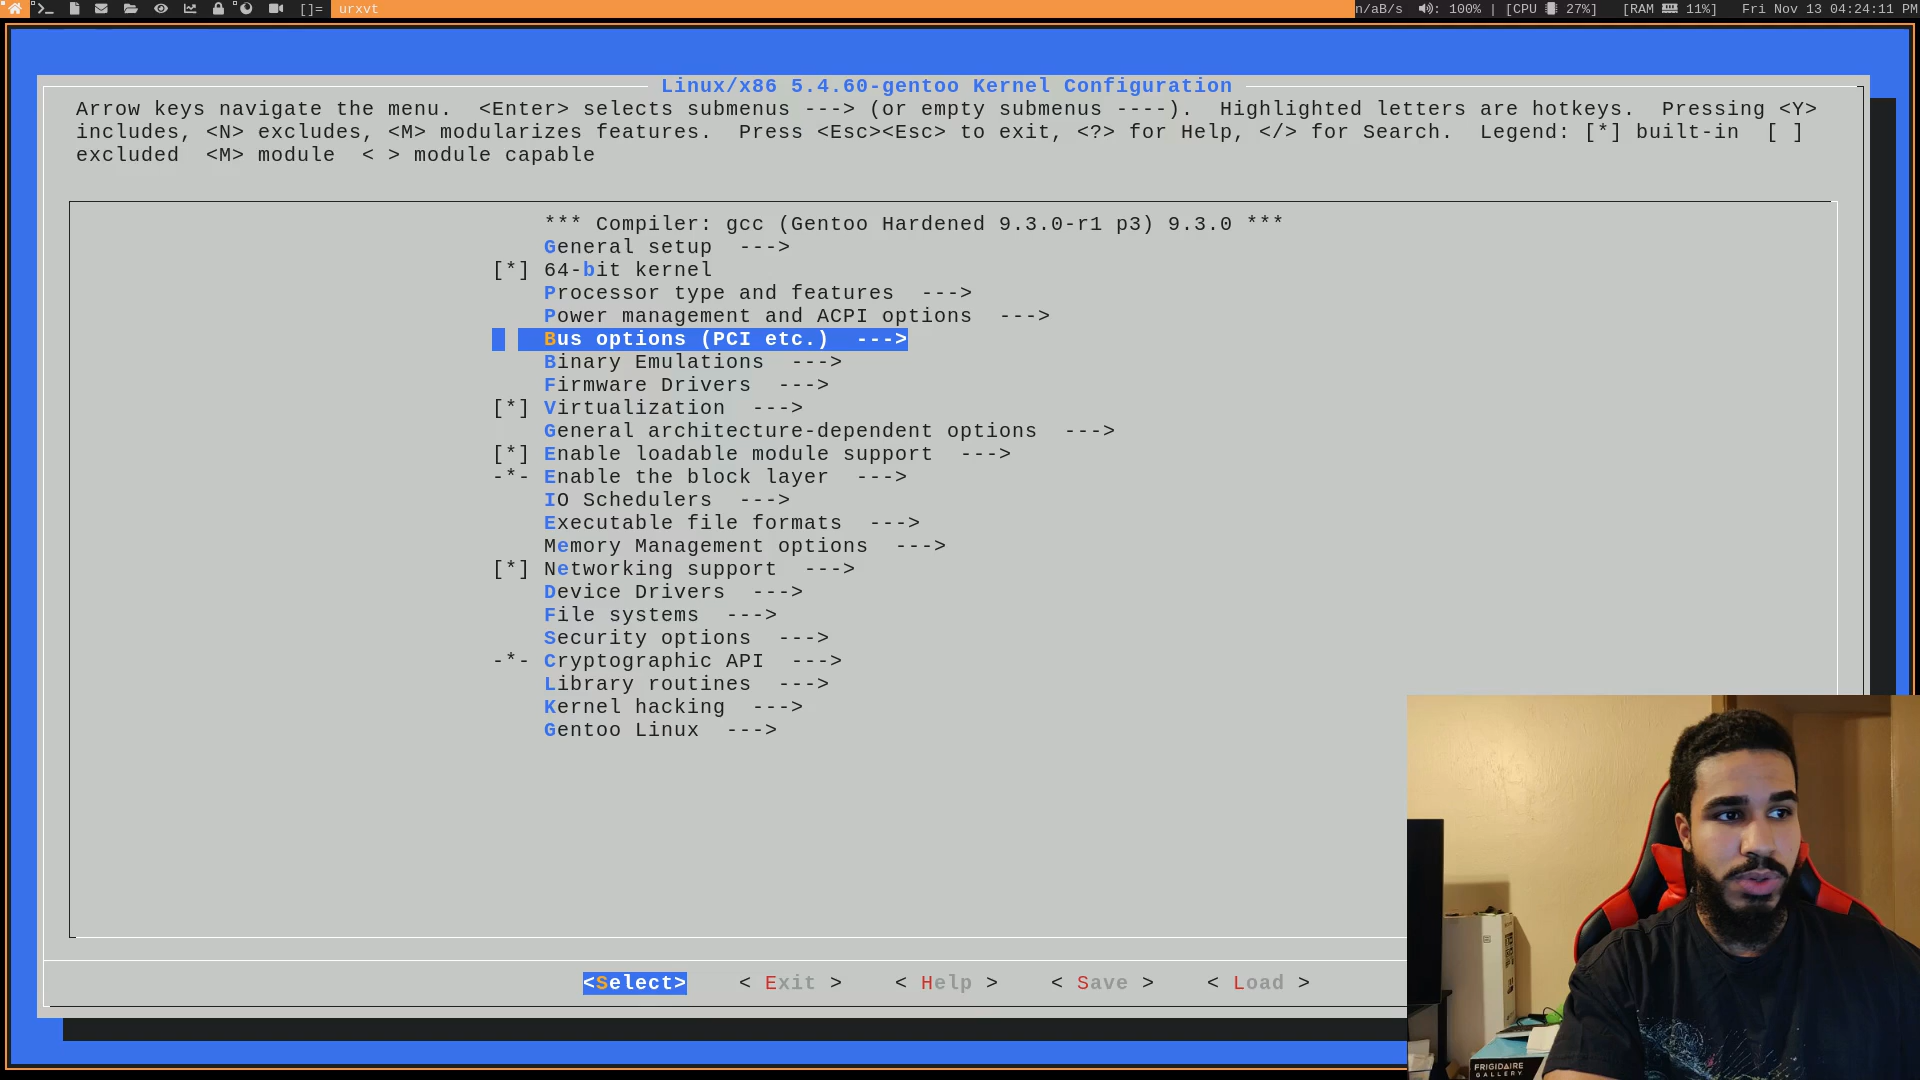 []= urxvt n/aB/s : 100% | [CPU 27%] [RAM 11%] Fri Nov 13 04:24:11 PM
Linux/x86 5.4.60-gentoo Kernel Configuration
Arrow keys navigate the menu. <Enter> selects submenus ---> (or empty submenus ----). Highlighted letters are hotkeys. Pressing <Y>
includes, <N> excludes, <M> modularizes features. Press <Esc><Esc> to exit, <?> for Help, </> for Search. Legend: [*] built-in [ ]
excluded <M> module < > module capable
*** Compiler: gcc (Gentoo Hardened 9.3.0-r1 p3) 9.3.0 ***
General setup --->
[*] 64-bit kernel
Processor type and features --->
Power management and ACPI options --->
Bus options (PCI etc.) --->
Binary Emulations --->
Firmware Drivers --->
[*] Virtualization --->
General architecture-dependent options --->
[*] Enable loadable module support --->
-*- Enable the block layer --->
IO Schedulers --->
Executable file formats --->
Memory Management options --->
[*] Networking support --->
Device Drivers --->
File systems --->
Security options --->
-*- Cryptographic API --->
Library routines --->
Kernel hacking --->
Gentoo Linux --->
<Select> < Exit > < Help > < Save > < Load >
FRIGIDAIRE
GALLERY